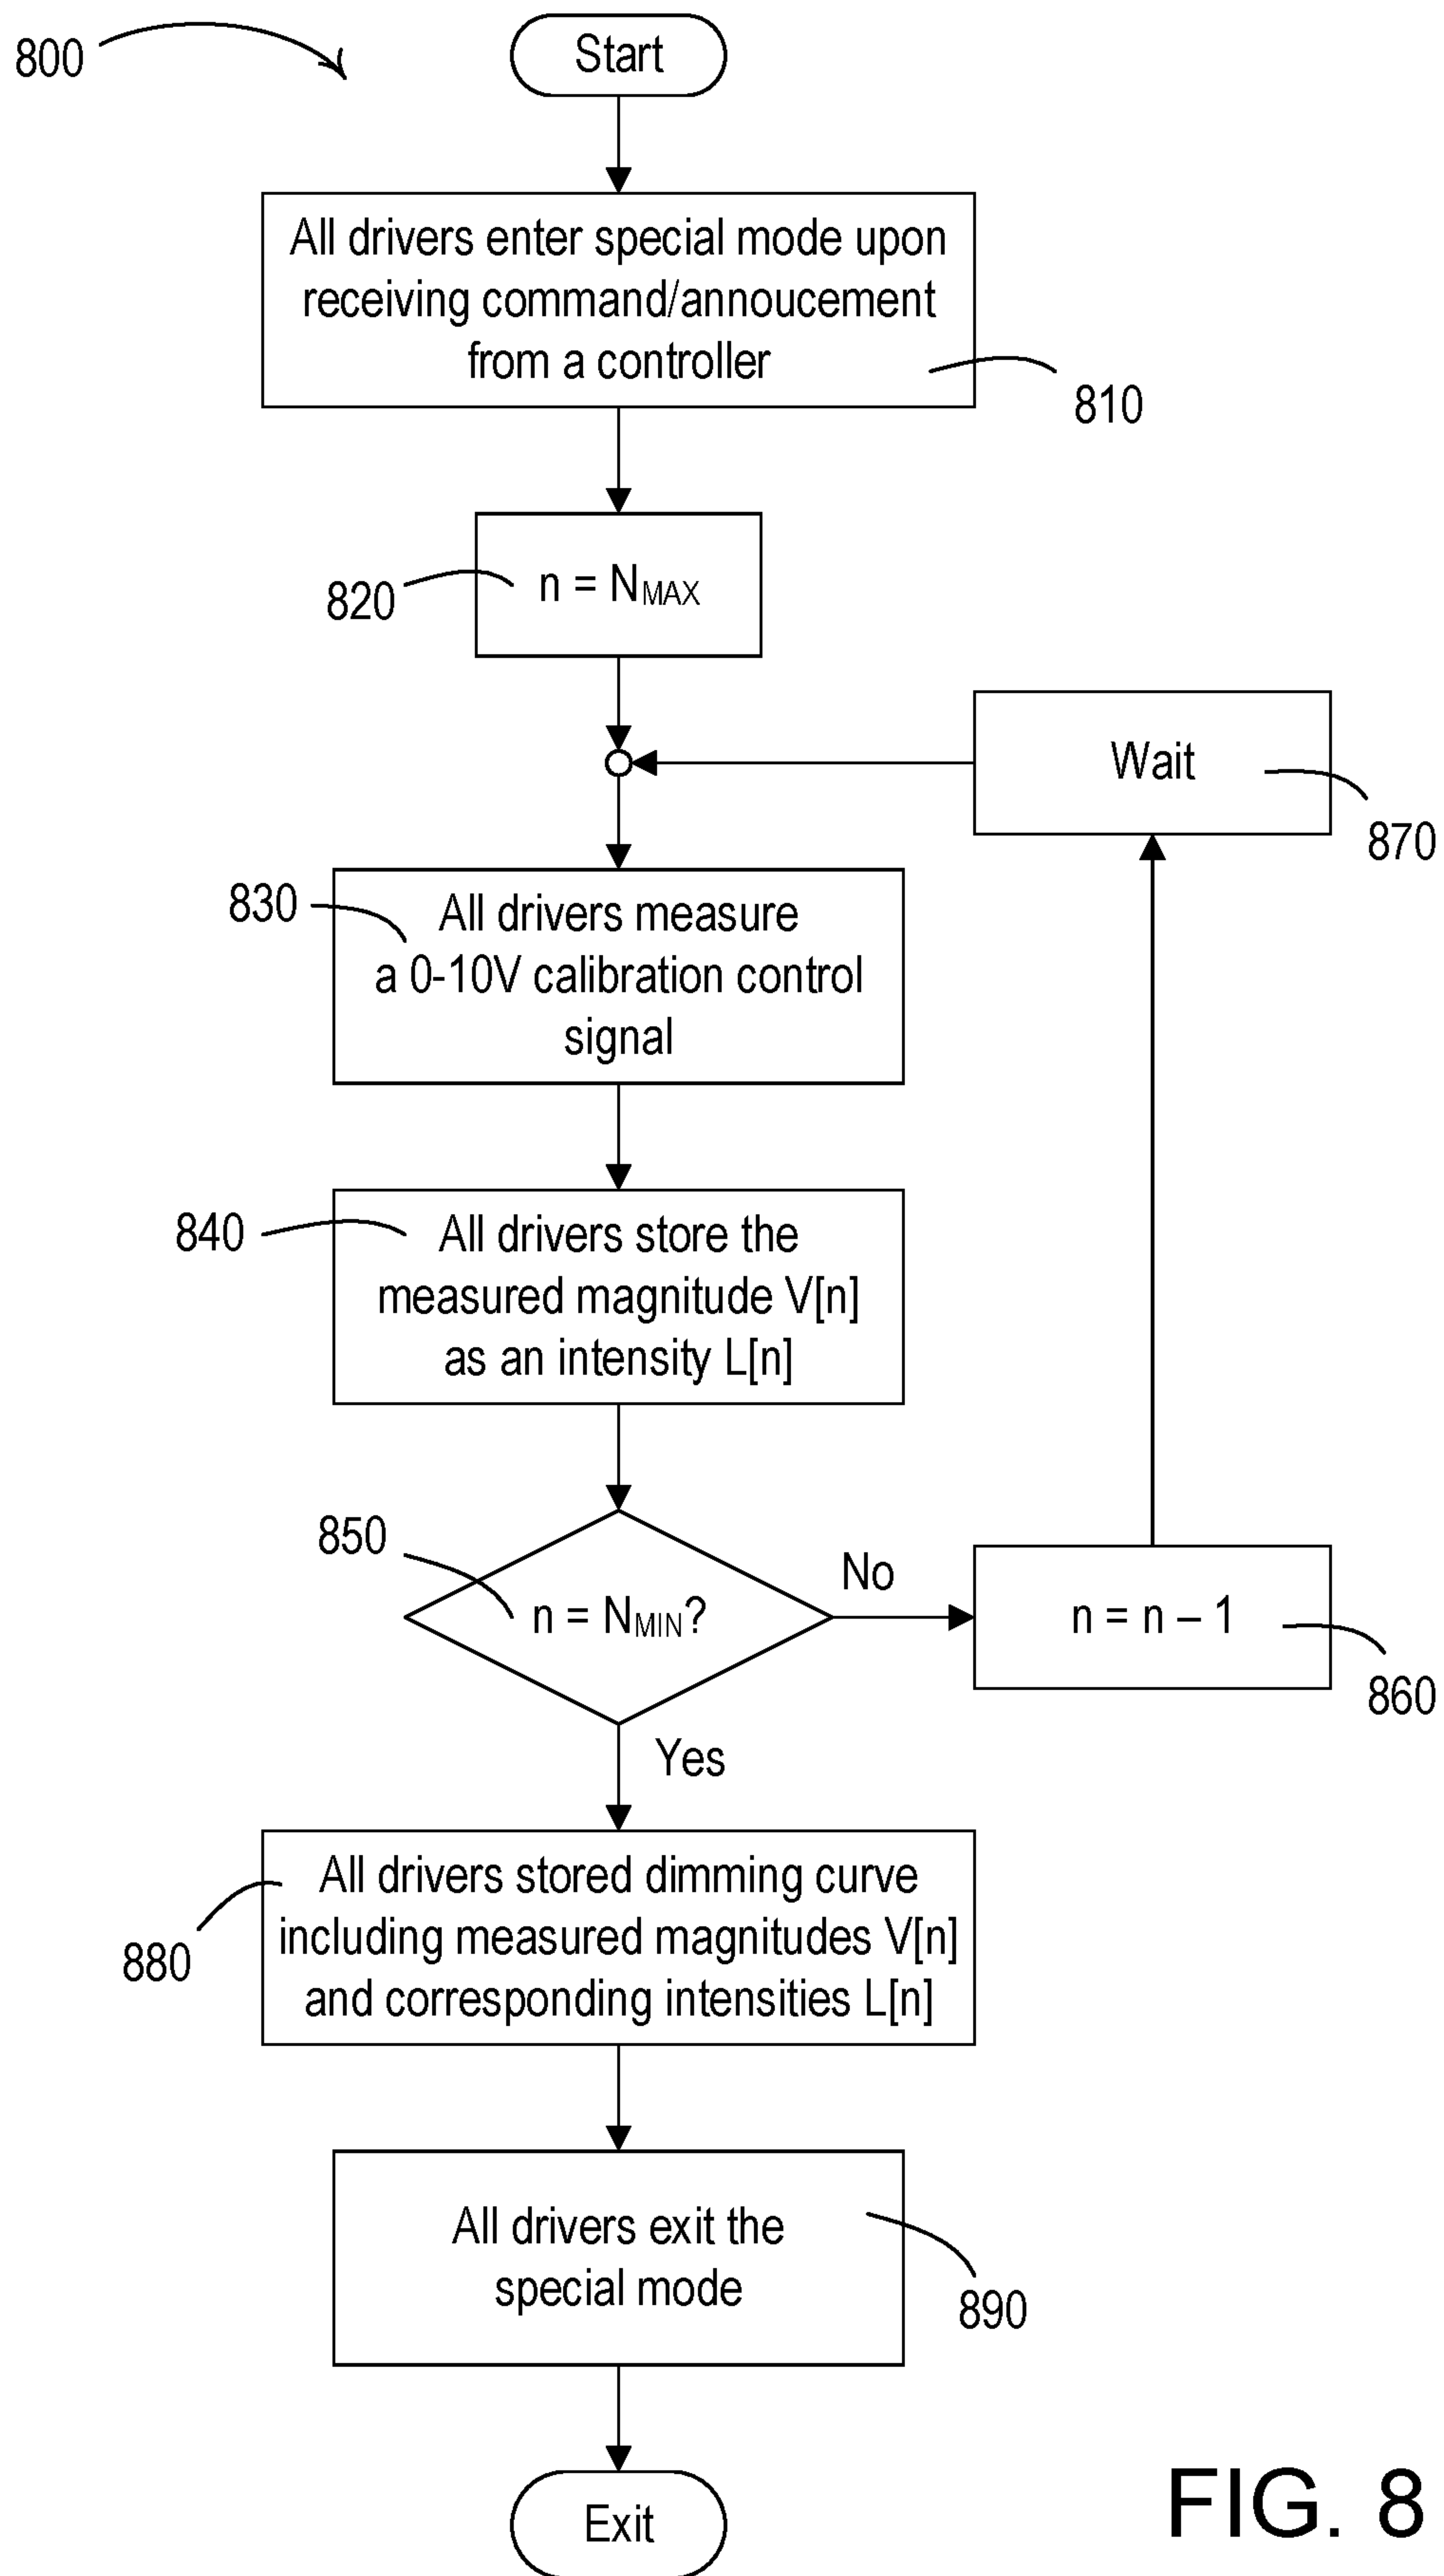 800
Start
All drivers enter special mode upon
receiving command/annoucement
from a controller
810
n = NMAX
820
Wait
870
830
All drivers measure
a 0-10V calibration control
signal
840
All drivers store the
measured magnitude V[n]
as an intensity L[n]
850
n = NMIN?
No
n = n – 1
860
Yes
All drivers stored dimming curve
including measured magnitudes V[n]
and corresponding intensities L[n]
880
All drivers exit the
special mode
890
Exit
FIG. 8